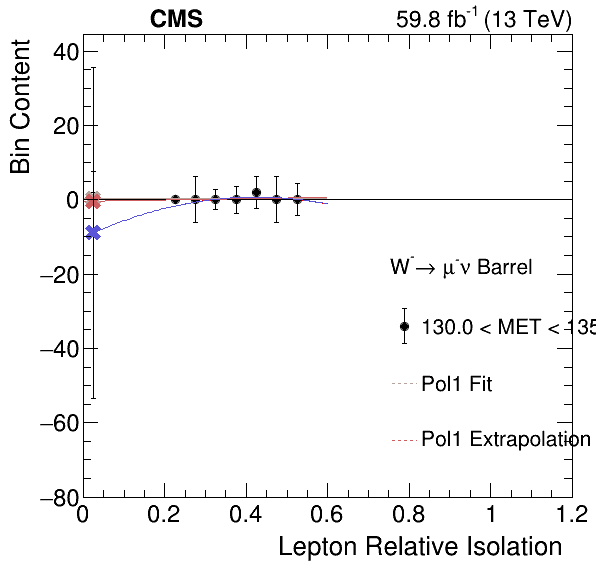 CMS
59.8 fb⁻¹ (13 TeV)
Bin Content
40
20
0
−20
−40
−60
−80
W⁻→ μ⁻ν Barrel
130.0 < MET < 135
Pol1 Fit
Pol1 Extrapolation
0 0.2 0.4 0.6 0.8 1 1.2
Lepton Relative Isolation